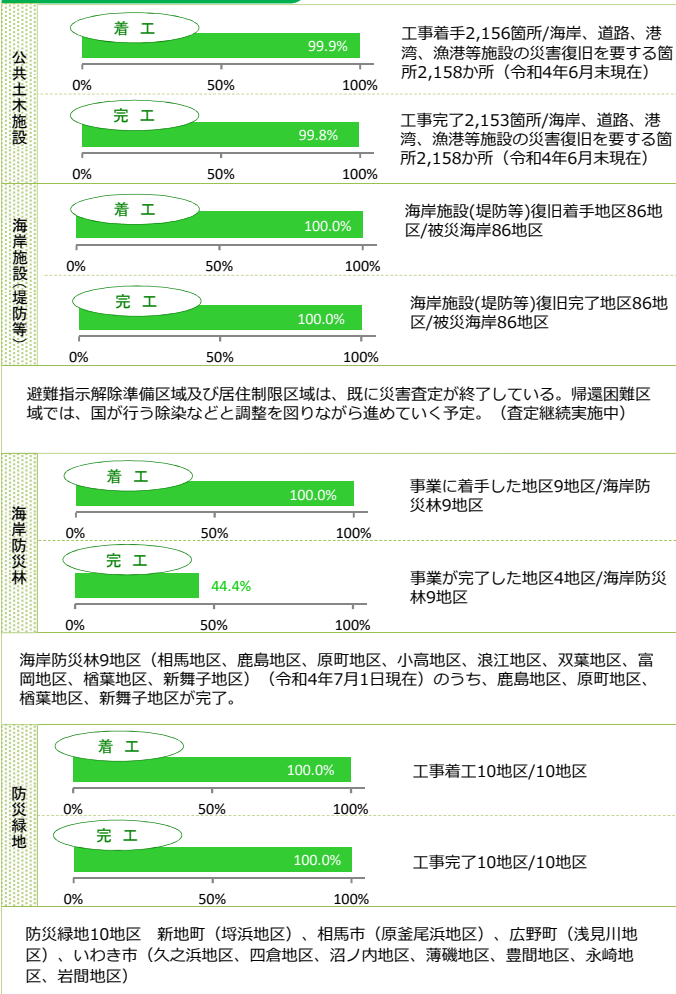 公共土木施設
着 工
99.9%
0% 50% 100%
工事着手2,156箇所/海岸、道路、港
湾、漁港等施設の災害復旧を要する箇
所2,158か所（令和4年6月末現在）
完 工
99.8%
0% 50% 100%
工事完了2,153箇所/海岸、道路、港
湾、漁港等施設の災害復旧を要する箇
所2,158か所（令和4年6月末現在）
海岸施設(堤防等)
着 工
100.0%
0% 50% 100%
海岸施設(堤防等)復旧着手地区86地
区/被災海岸86地区
完 工
100.0%
0% 50% 100%
海岸施設(堤防等)復旧完了地区86地
区/被災海岸86地区
避難指示解除準備区域及び居住制限区域は、既に災害査定が終了している。帰還困難区
域では、国が行う除染などと調整を図りながら進めていく予定。（査定継続実施中）
海岸防災林
着 工
100.0%
0% 50% 100%
事業に着手した地区9地区/海岸防
災林9地区
完 工
44.4%
0% 50% 100%
事業が完了した地区4地区/海岸防災
林9地区
海岸防災林9地区（相馬地区、鹿島地区、原町地区、小高地区、浪江地区、双葉地区、富
岡地区、楢葉地区、新舞子地区）（令和4年7月1日現在）のうち、鹿島地区、原町地区、
楢葉地区、新舞子地区が完了。
防災緑地
着 工
100.0%
0% 50% 100%
工事着工10地区/10地区
完 工
100.0%
0% 50% 100%
工事完了10地区/10地区
防災緑地10地区　新地町（埒浜地区）、相馬市（原釜尾浜地区）、広野町（浅見川地
区）、いわき市（久之浜地区、四倉地区、沼ノ内地区、薄磯地区、豊間地区、永崎地
区、岩間地区）